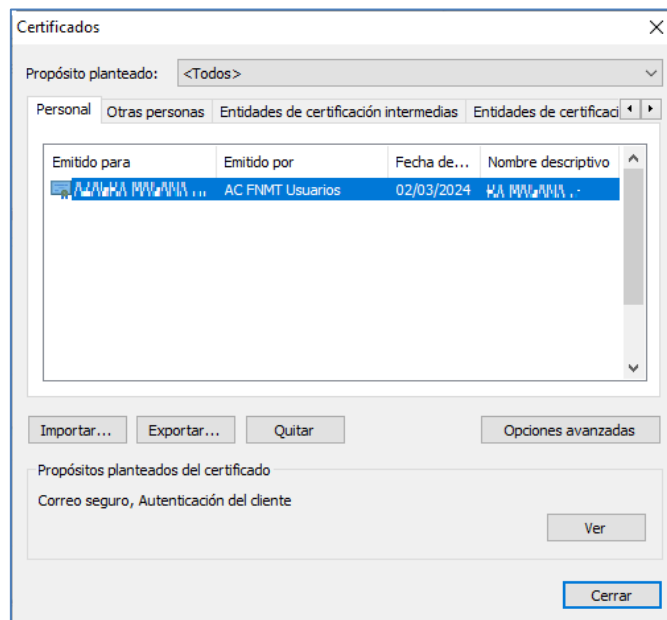 Certificados
Propósito planteado: <Todos>
Personal Otras personas Entidades de certificación intermedias Entidades de certificaci
Emitido para Emitido por Fecha de... Nombre descriptivo
AC FNMT Usuarios 02/03/2024
Importar... Exportar... Quitar Opciones avanzadas
Propósitos planteados del certificado
Correo seguro, Autenticación del cliente
Ver
Cerrar